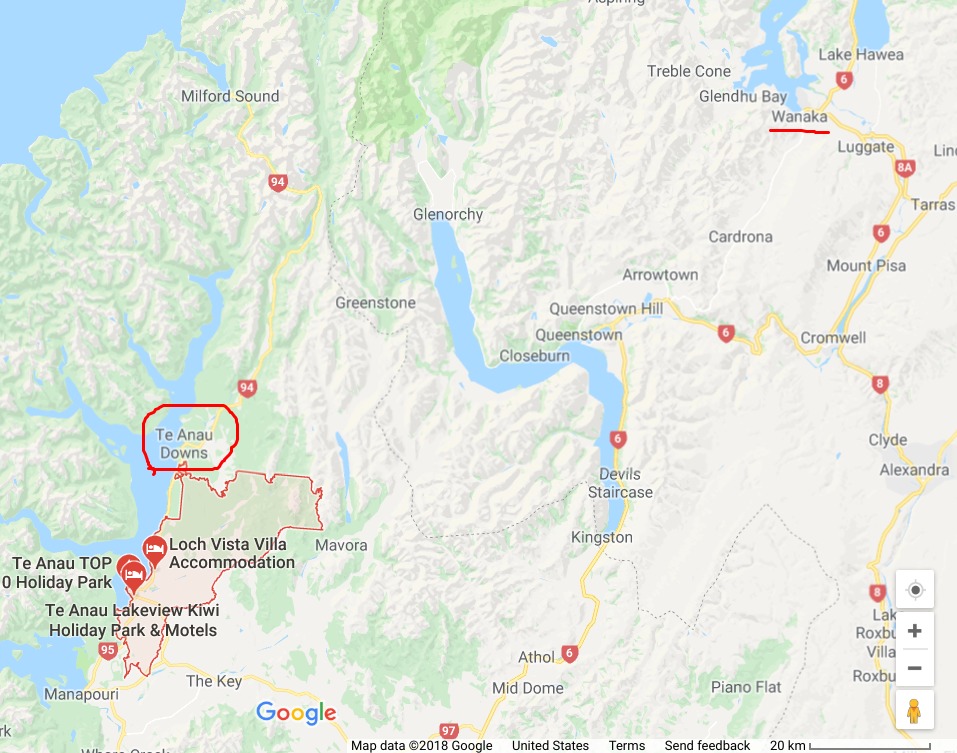 Aspiring
Lake Hawea
Treble Cone
6
Glendhu Bay
Milford Sound
Wanaka
Luggate
8A
94
Tarras
Glenorchy
6
Cardrona
Mount Pisa
Arrowtown
Greenstone
Queenstown Hill
Queenstown
6
Cromwell
Closeburn
94
8
Te Anau
Downs
6
Clyde
Alexandra
Devils
Staircase
Kingston
Loch Vista Villa
Accommodation
Mavora
Te Anau TOP
0 Holiday Park
8
Te Anau Lakeview Kiwi
Holiday Park & Motels
Lak
Roxbu
Villa
95
Athol
6
The Key
Roxbu
Manapouri
Mid Dome
Piano Flat
Google
97
Map data ©2018 Google United States Terms Send feedback 20 km